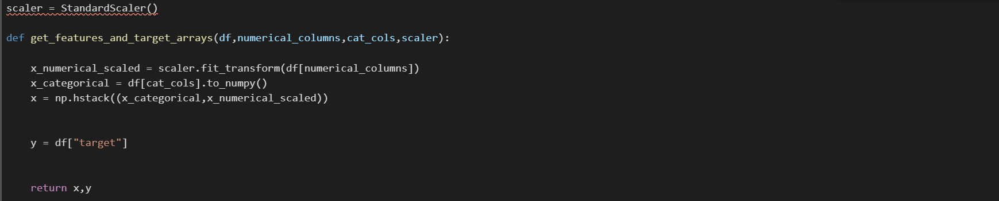 scaler = StandardScaler()
def get_features_and_target_arrays(df,numerical_columns,cat_cols,scaler):
x_numerical_scaled = scaler.fit_transform(df[numerical_columns])
x_categorical = df[cat_cols].to_numpy()
x = np.hstack((x_categorical,x_numerical_scaled))
y = df["target"]
return x,y